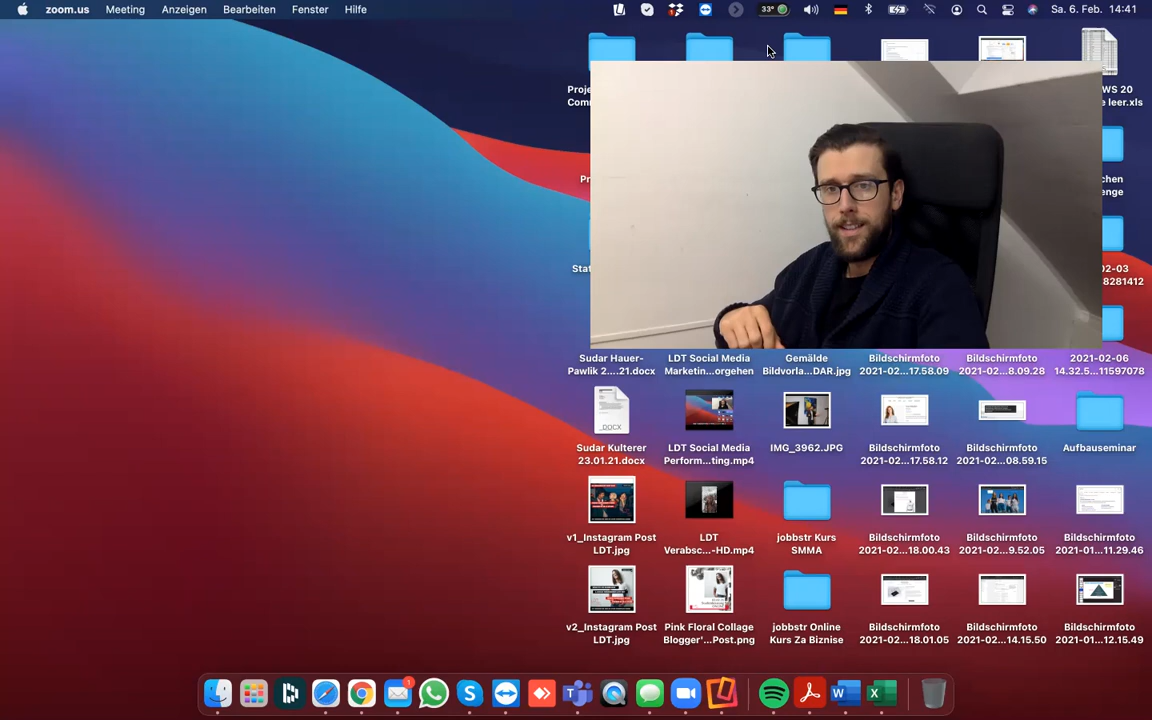 zoom.us Meeting Anzeigen Bearbeiten Fenster Hilfe 33° Sa. 6. Feb. 14:41
WS 20
e leer.xls
Sudar Hauer-
Pawlik 2....21.docx
LDT Social Media
Marketin...orgehen
Gemälde
Bildvorla...DAR.jpg
Bildschirmfoto
2021-02...17.58.09
Bildschirmfoto
2021-02...8.09.28
2021-02-06
14.32.5...11597078
DOCX
Sudar Kulterer
23.01.21.docx
LDT Social Media
Perform...ting.mp4
IMG_3962.JPG
Bildschirmfoto
2021-02...17.58.12
Bildschirmfoto
2021-02...08.59.15
Aufbauseminar
v1_Instagram Post
LDT.jpg
LDT
Verabsc...-HD.mp4
jobbstr Kurs
SMMA
Bildschirmfoto
2021-02...18.00.43
Bildschirmfoto
2021-02...9.52.05
Bildschirmfoto
2021-01...11.29.46
v2_Instagram Post
LDT.jpg
Pink Floral Collage
Blogger'...Post.png
jobbstr Online
Kurs Za Biznise
Bildschirmfoto
2021-02...18.01.05
Bildschirmfoto
2021-02...14.15.50
Bildschirmfoto
2021-01...12.15.49
1